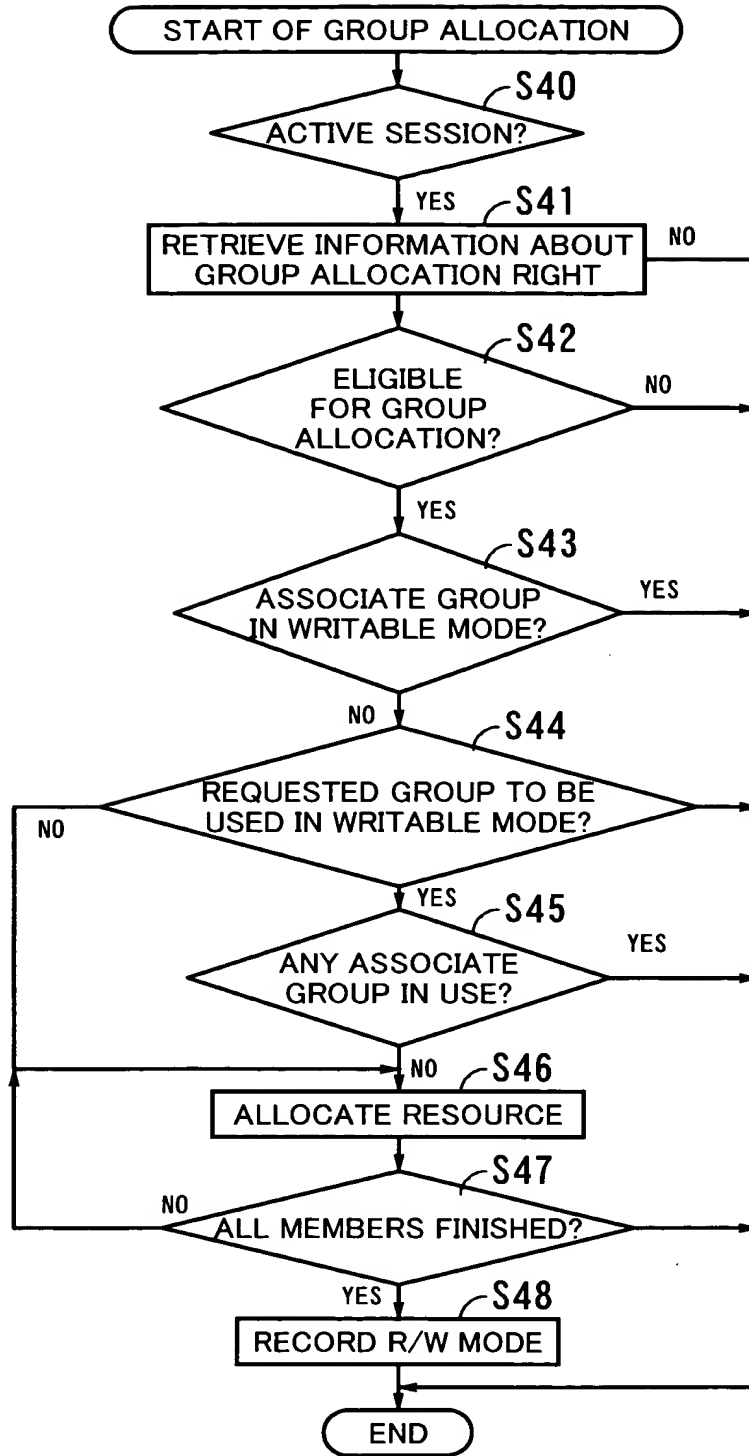 START OF GROUP ALLOCATION
S40
ACTIVE SESSION?
YES
S41
RETRIEVE INFORMATION ABOUT
GROUP ALLOCATION RIGHT
NO
S42
ELIGIBLE
FOR GROUP
ALLOCATION?
NO
YES
S43
ASSOCIATE GROUP
IN WRITABLE MODE?
YES
NO
S44
REQUESTED GROUP TO BE
USED IN WRITABLE MODE?
NO
YES
S45
ANY ASSOCIATE
GROUP IN USE?
YES
NO
S46
ALLOCATE RESOURCE
S47
NO
ALL MEMBERS FINISHED?
YES
S48
RECORD R/W MODE
END